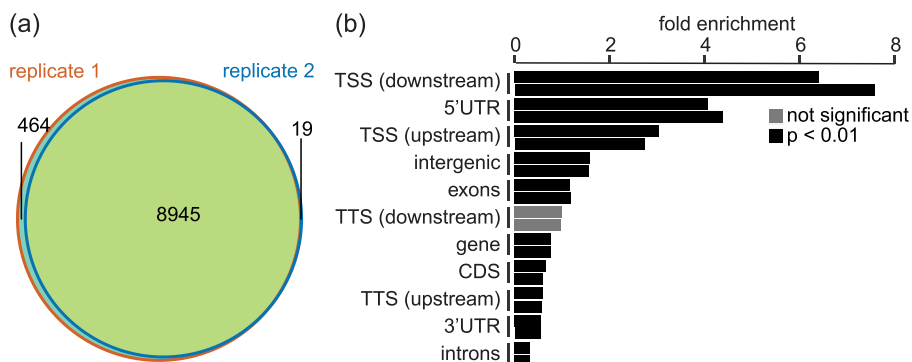 (a)
replicate 1
replicate 2
464
19
8945
(b)
fold enrichment
0 2 4 6 8
TSS (downstream)
5'UTR
TSS (upstream)
intergenic
exons
TTS (downstream)
gene
CDS
TTS (upstream)
3'UTR
introns
not significant
p < 0.01